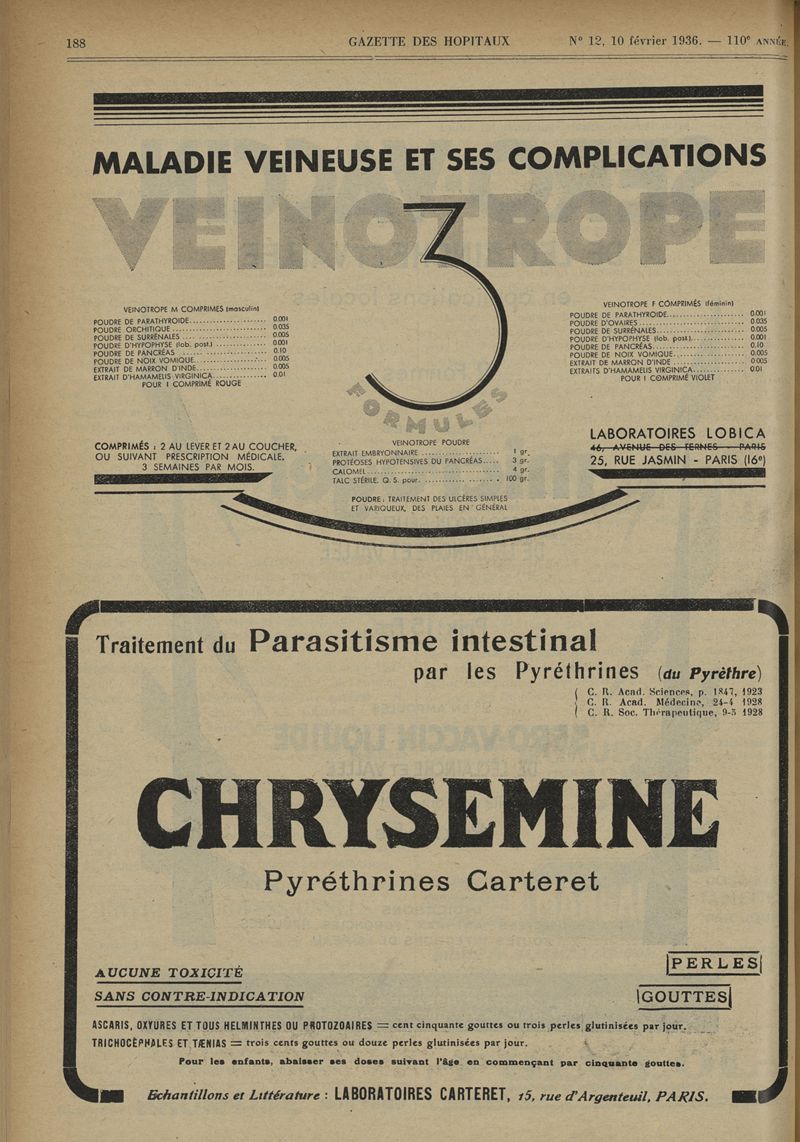 188 GAZETTE DES HOPITAUX N° 12, 10 février 1936. — 110e ANNÉE.
MALADIE VEINEUSE ET SES COMPLICATIONS
VEINOTROPE
3
FORMULES
VEINOTROPE M COMPRIMES (masculin)
POUDRE DE PARATHYROIDE...................... 0.001
POUDRE ORCHITIQUE........................... 0.035
POUDRE DE SURRÉNALES........................ 0.005
POUDRE D'HYPOPHYSE (lob. post.)............. 0.001
POUDRE DE PANCRÉAS ......................... 0.10
POUDRE DE NOIX VOMIQUE...................... 0.005
EXTRAIT DE MARRON D'INDE.................... 0.005
EXTRAIT D'HAMAMELIS VIRGINICA............... 0.01
POUR 1 COMPRIMÉ ROUGE
VEINOTROPE F COMPRIMÉS (féminin)
POUDRE DE PARATHYROIDE...................... 0.001
POUDRE D'OVAIRES............................ 0.035
POUDRE DE SURRÉNALES........................ 0.005
POUDRE D'HYPOPHYSE (lob. post.)............. 0.001
POUDRE DE PANCRÉAS.......................... 0.10
POUDRE DE NOIX VOMIQUE...................... 0.005
EXTRAIT DE MARRON D'INDE ................... 0.005
EXTRAITS D'HAMAMELIS VIRGINICA.............. 0.01
POUR 1 COMPRIMÉ VIOLET
COMPRIMÉS : 2 AU LEVER ET 2 AU COUCHER,
OU SUIVANT PRESCRIPTION MÉDICALE.
3 SEMAINES PAR MOIS.
VEINOTROPE POUDRE
EXTRAIT EMBRYONNAIRE ...................... 1 gr.
PROTÉOSES HYPOTENSIVES DU PANCRÉAS..... 3 gr.
CALOMEL.................................... 4 gr.
TALC STÉRILE. Q. S. pour. ................. 100 gr.
POUDRE : TRAITEMENT DES ULCÈRES SIMPLES
ET VARIQUEUX, DES PLAIES EN GÉNÉRAL
LABORATOIRES LOBICA
46, AVENUE DES TERNES - PARIS
25, RUE JASMIN - PARIS (16e)
Traitement du Parasitisme intestinal
par les Pyréthrines (du Pyrèthre)
C. R. Acad. Sciences, p. 1847, 1923
C. R. Acad. Médecine, 24-4 1928
C. R. Soc. Thérapeutique, 9-5 1928
CHRYSEMINE
Pyréthrines Carteret
AUCUNE TOXICITÉ
SANS CONTRE-INDICATION
PERLES
GOUTTES
ASCARIS, OXYURES ET TOUS HELMINTHES OU PROTOZOAIRES = cent cinquante gouttes ou trois perles glutinisées par jour.
TRICHOCÉPHALES ET TÆNIAS = trois cents gouttes ou douze perles glutinisées par jour.
Pour les enfants, abaisser ses doses suivant l'âge en commençant par cinquante gouttes.
Echantillons et Littérature : LABORATOIRES CARTERET, 15, rue d'Argenteuil, PARIS.